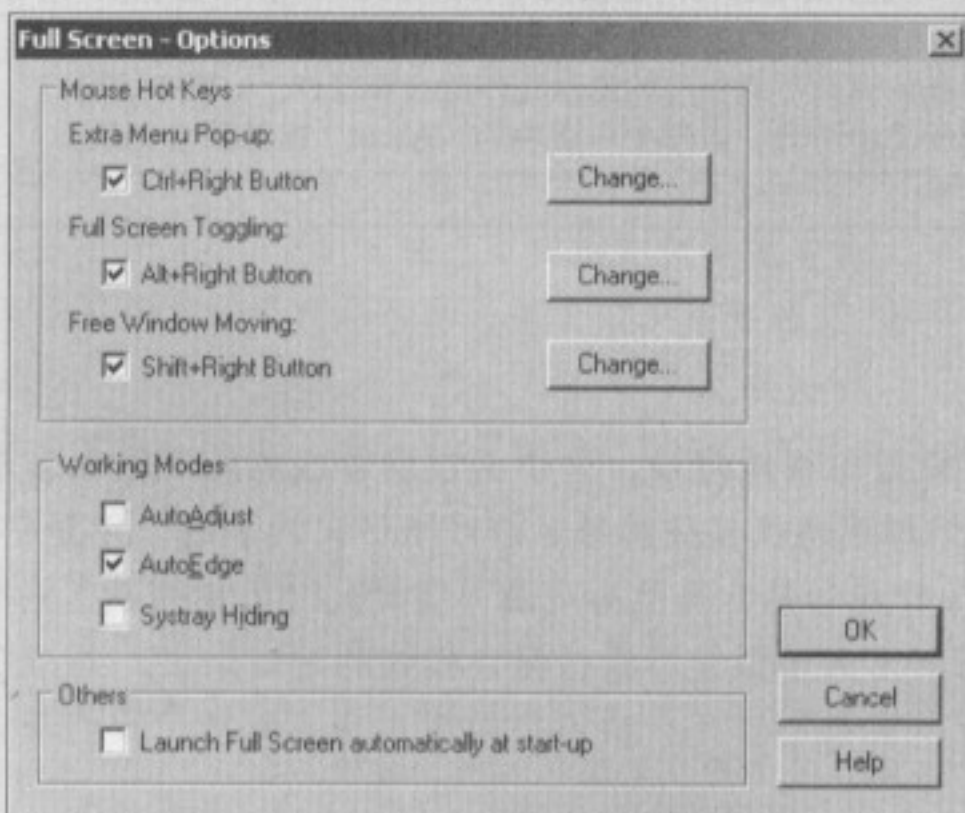 Full Screen - Options
Mouse Hot Keys
Extra Menu Pop-up:
Ctrl+Right Button
Change...
Full Screen Toggling:
Alt+Right Button
Change...
Free Window Moving:
Shift+Right Button
Change...
Working Modes
AutoAdjust
AutoEdge
Systray Hiding
OK
Others
Cancel
Launch Full Screen automatically at start-up
Help